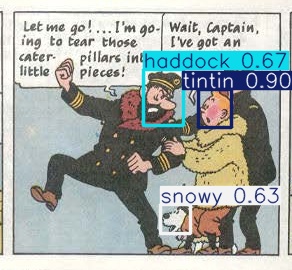 Let me go!.... I'm go-
ing to tear those
cater- pillars in
little pieces!
Wait, Captain,
I've got an
haddock 0.67
tintin 0.90
snowy 0.63